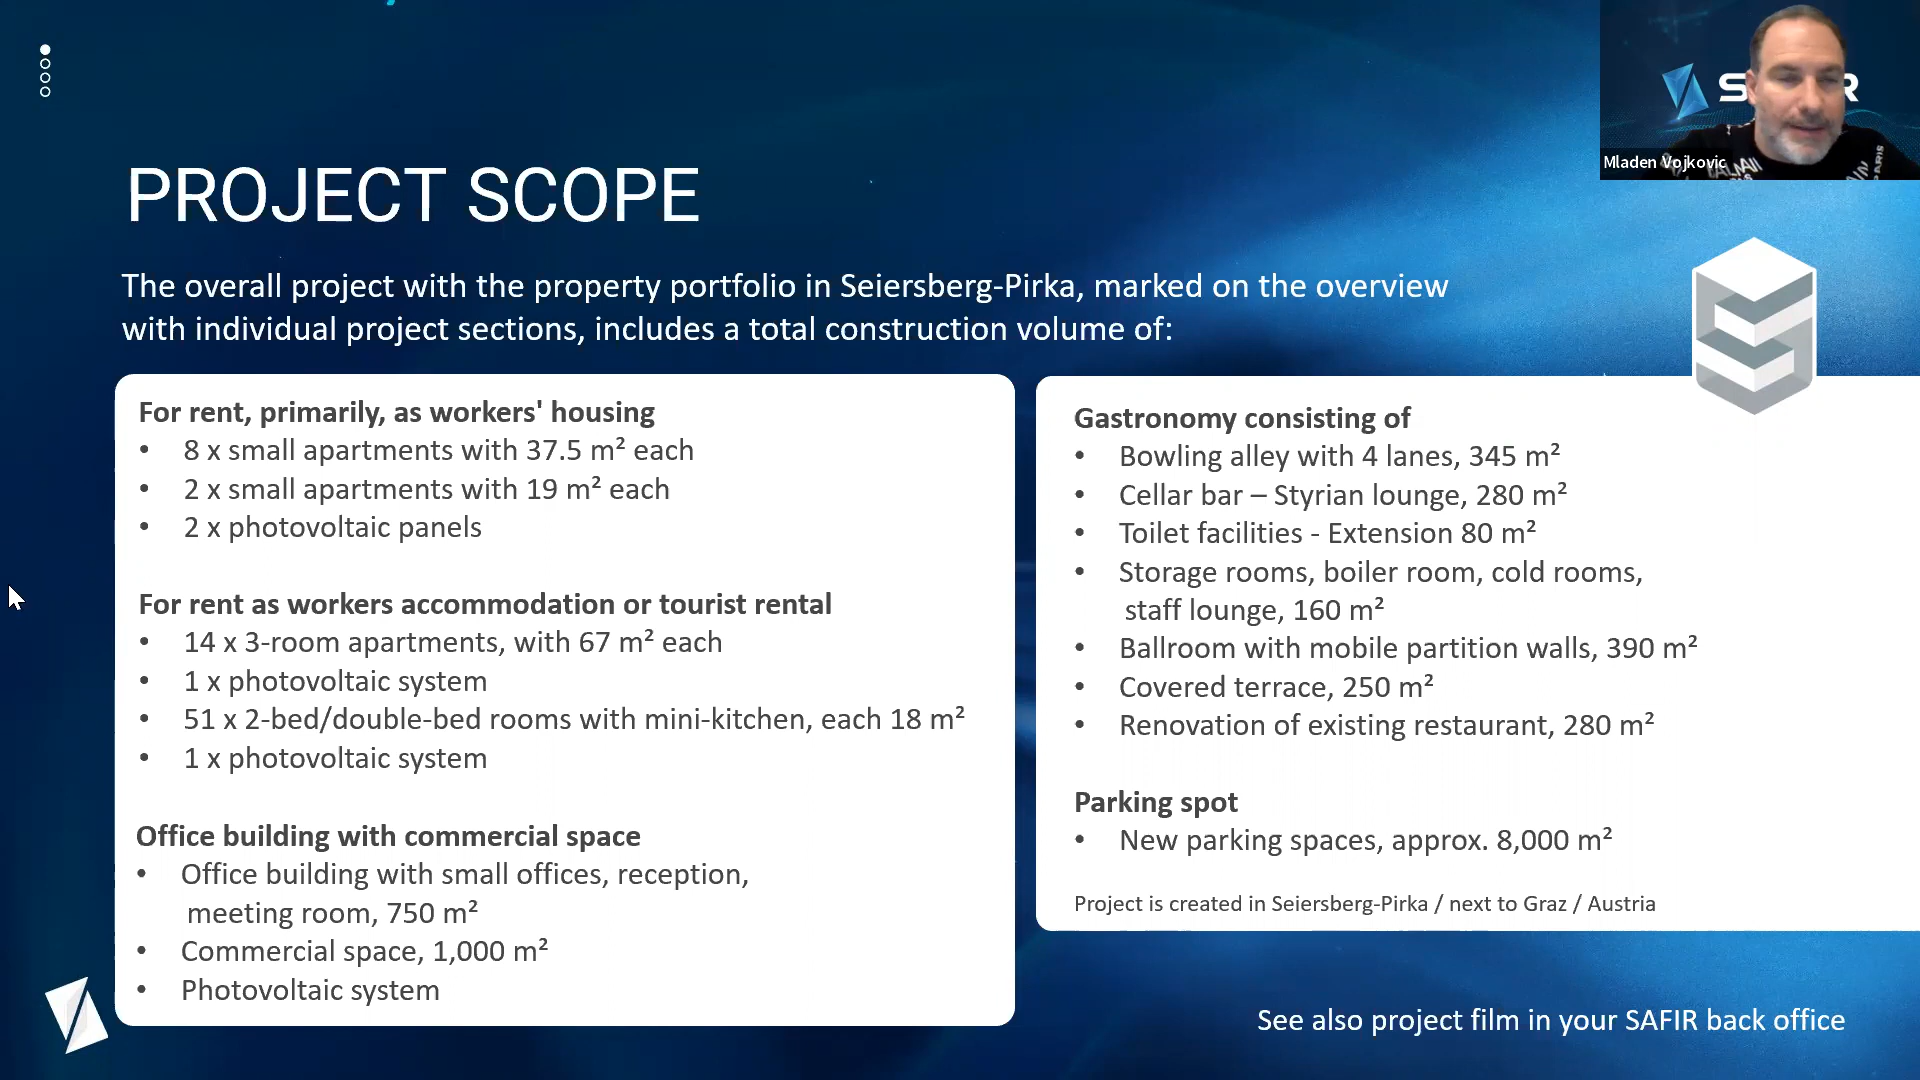 PROJECT SCOPE
The overall project with the property portfolio in Seiersberg-Pirka, marked on the overview
with individual project sections, includes a total construction volume of:
For rent, primarily, as workers' housing
• 8 x small apartments with 37.5 m² each
• 2 x small apartments with 19 m² each
• 2 x photovoltaic panels
For rent as workers accommodation or tourist rental
• 14 x 3-room apartments, with 67 m² each
• 1 x photovoltaic system
• 51 x 2-bed/double-bed rooms with mini-kitchen, each 18 m²
• 1 x photovoltaic system
Office building with commercial space
• Office building with small offices, reception,
meeting room, 750 m²
• Commercial space, 1,000 m²
• Photovoltaic system
Gastronomy consisting of
• Bowling alley with 4 lanes, 345 m²
• Cellar bar – Styrian lounge, 280 m²
• Toilet facilities - Extension 80 m²
• Storage rooms, boiler room, cold rooms,
staff lounge, 160 m²
• Ballroom with mobile partition walls, 390 m²
• Covered terrace, 250 m²
• Renovation of existing restaurant, 280 m²
Parking spot
• New parking spaces, approx. 8,000 m²
Project is created in Seiersberg-Pirka / next to Graz / Austria
See also project film in your SAFIR back office
Mladen Vojkovic